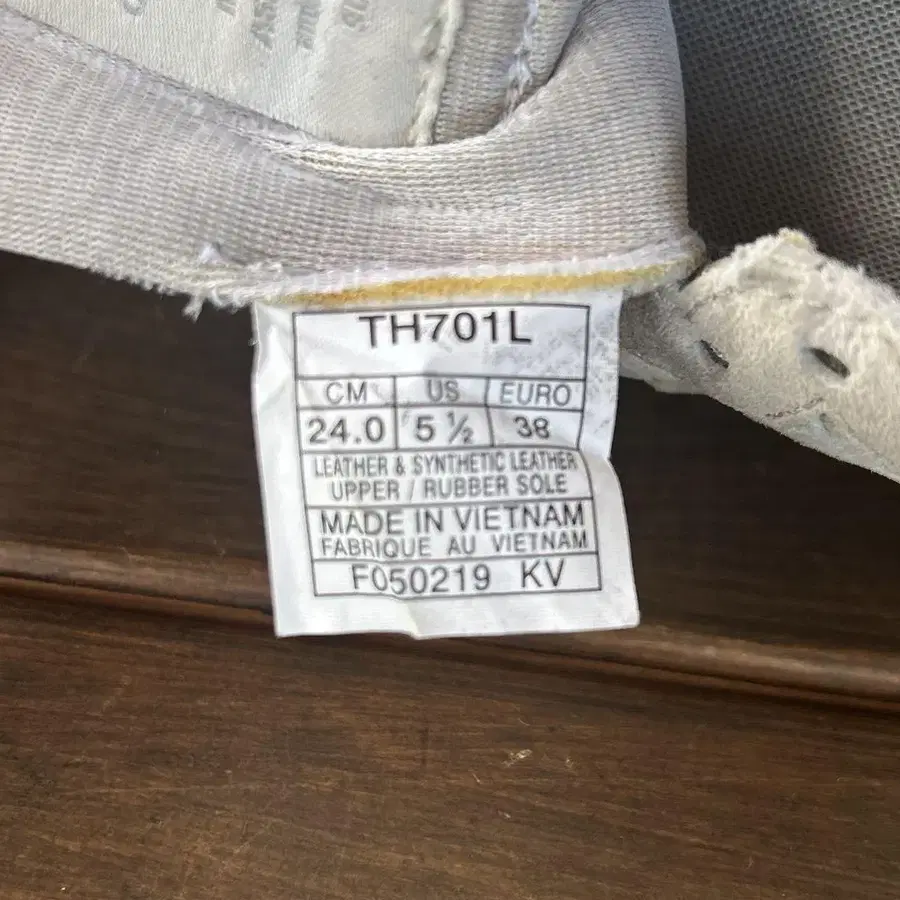 TH701L
CM US EURO
24.0 5 ½ 38
LEATHER & SYNTHETIC LEATHER
UPPER / RUBBER SOLE
MADE IN VIETNAM
FABRIQUE AU VIETNAM
F050219 KV